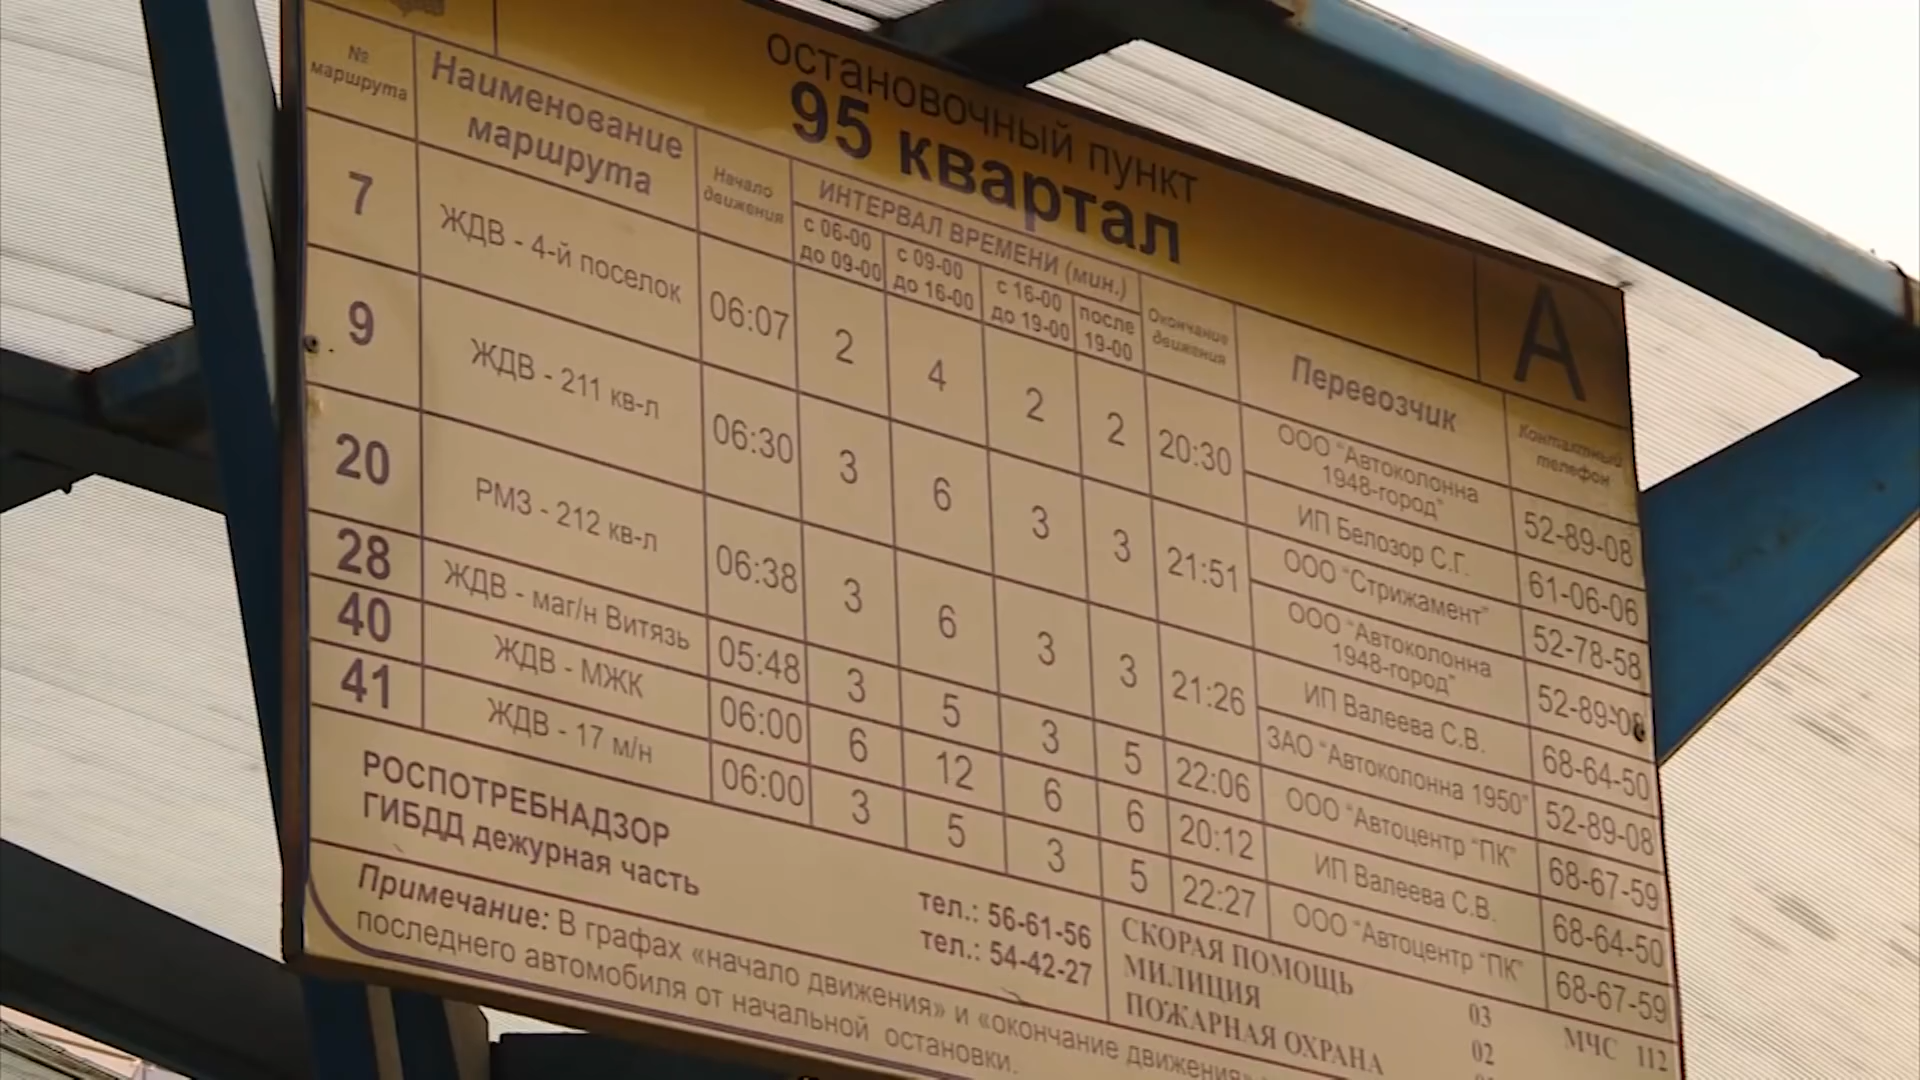 остановочный пункт
95 квартал
А
№ маршрута
Наименование маршрута
Начало движения
ИНТЕРВАЛ ВРЕМЕНИ (мин.)
с 06-00 до 09-00
с 09-00 до 16-00
с 16-00 до 19-00
после 19-00
Окончание движения
Перевозчик
Контактный телефон
7 ЖДВ - 4-й поселок 06:07 2 4 2 2 20:30
9 ЖДВ - 211 кв-л 06:30 3 6 3 3 21:51
20 РМЗ - 212 кв-л 06:38 3 6 3 3 21:26
28 ЖДВ - маг/н Витязь 05:48 3 5 3 5 22:06
40 ЖДВ - МЖК 06:00 6 12 6 6 20:12
41 ЖДВ - 17 м/н 06:00 3 5 3 5 22:27
ООО "Автоколонна 1948-город" 52-89-08
ИП Белозор С.Г. 61-06-06
ООО "Стрижамент" 52-78-58
ООО "Автоколонна 1948-город" 52-89-08
ИП Валеева С.В. 68-64-50
ЗАО "Автоколонна 1950" 52-89-08
ООО "Автоцентр "ПК" 68-67-59
ИП Валеева С.В. 68-64-50
ООО "Автоцентр "ПК" 68-67-59
РОСПОТРЕБНАДЗОР тел.: 56-61-56
ГИБДД дежурная часть тел.: 54-42-27
СКОРАЯ ПОМОЩЬ 03 МЧС 112
МИЛИЦИЯ 02
ПОЖАРНАЯ ОХРАНА
Примечание: В графах «начало движения» и «окончание движения»
последнего автомобиля от начальной остановки.